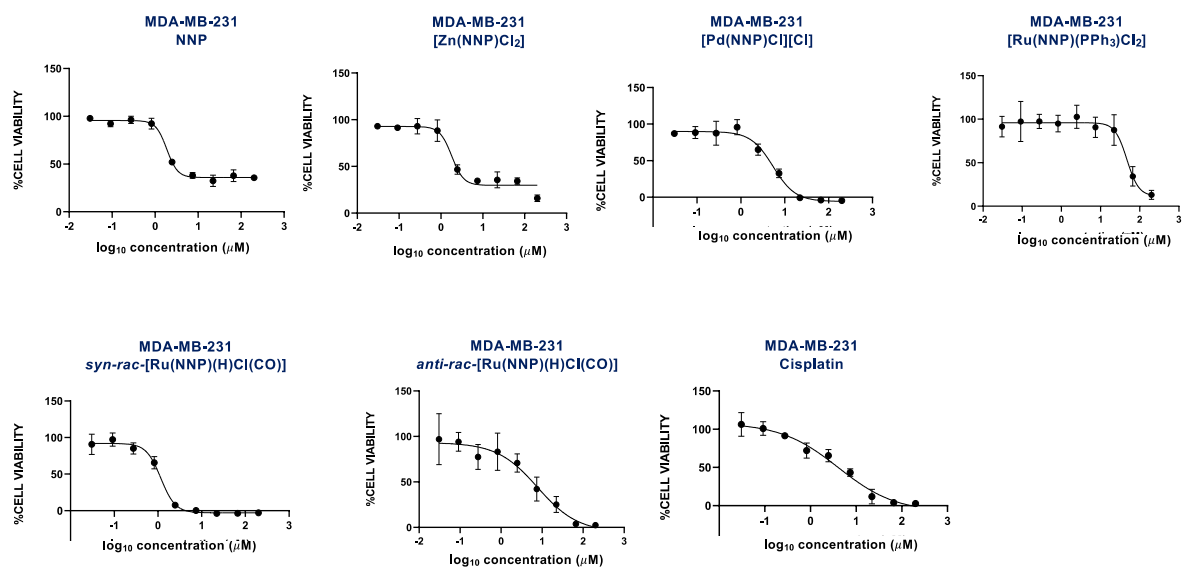 MDA-MB-231
NNP
%CELL VIABILITY
150
100
50
0
-2 -1 0 1 2 3
log10 concentration (μM)
MDA-MB-231
[Zn(NNP)Cl2]
%CELL VIABILITY
150
100
50
0
-2 -1 0 1 2 3
log10 concentration (μM)
MDA-MB-231
[Pd(NNP)Cl][Cl]
%CELL VIABILITY
150
100
50
0
-2 -1 0 1 2 3
log10 concentration (μM)
MDA-MB-231
[Ru(NNP)(PPh3)Cl2]
%CELL VIABILITY
150
100
50
0
-2 -1 0 1 2 3
log10 concentration (μM)
MDA-MB-231
syn-rac-[Ru(NNP)(H)Cl(CO)]
%CELL VIABILITY
150
100
50
0
-1 0 1 2 3
log10 concentration (μM)
MDA-MB-231
anti-rac-[Ru(NNP)(H)Cl(CO)]
%CELL VIABILITY
150
100
50
0
-2 -1 0 1 2 3
log10 concentration (μM)
MDA-MB-231
Cisplatin
%CELL VIABILITY
150
100
50
0
-1 0 1 2 3
log10 concentration (μM)